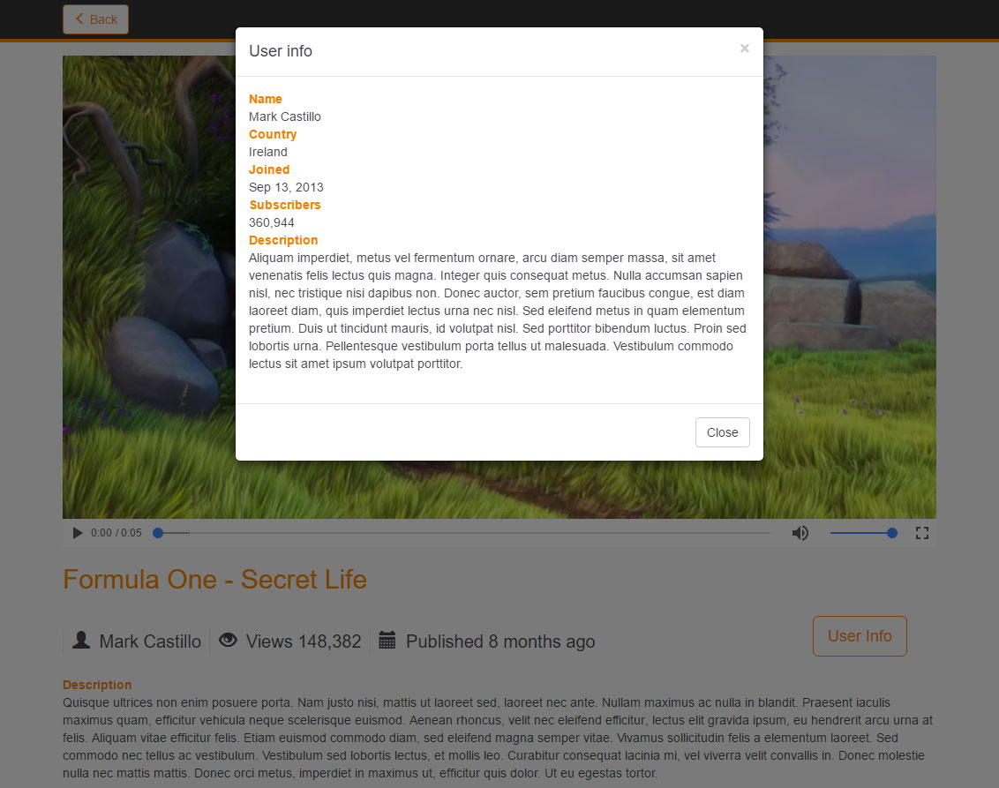 Back
User info
×
Name
Mark Castillo
Country
Ireland
Joined
Sep 13, 2013
Subscribers
360,944
Description
Aliquam imperdiet, metus vel fermentum ornare, arcu diam semper massa, sit amet
venenatis felis lectus quis magna. Integer quis consequat metus. Nulla accumsan sapien
nisl, nec tristique nisi dapibus non. Donec auctor, sem pretium faucibus congue, est diam
laoreet diam, quis imperdiet lectus urna nec nisl. Sed eleifend metus in quam elementum
pretium. Duis ut tincidunt mauris, id volutpat nisl. Sed porttitor bibendum luctus. Proin sed
lobortis urna. Pellentesque vestibulum porta tellus ut malesuada. Vestibulum commodo
lectus sit amet ipsum volutpat porttitor.
Close
0:00 / 0:05
Formula One - Secret Life
Mark Castillo Views 148,382 Published 8 months ago
User Info
Description
Quisque ultrices non enim posuere porta. Nam justo nisi, mattis ut laoreet sed, laoreet nec ante. Nullam maximus ac nulla in blandit. Praesent iaculis
maximus quam, efficitur vehicula neque scelerisque euismod. Aenean rhoncus, velit nec eleifend efficitur, lectus elit gravida ipsum, eu hendrerit arcu urna at
felis. Aliquam vitae efficitur felis. Etiam euismod commodo diam, sed eleifend magna semper vitae. Vivamus sollicitudin felis a elementum laoreet. Sed
commodo nec tellus ac vestibulum. Vestibulum sed lobortis lectus, et mollis leo. Curabitur consequat lacinia mi, vel viverra velit convallis in. Donec molestie
nulla nec mattis mattis. Donec orci metus, imperdiet in maximus ut, efficitur quis dolor. Ut eu egestas tortor.